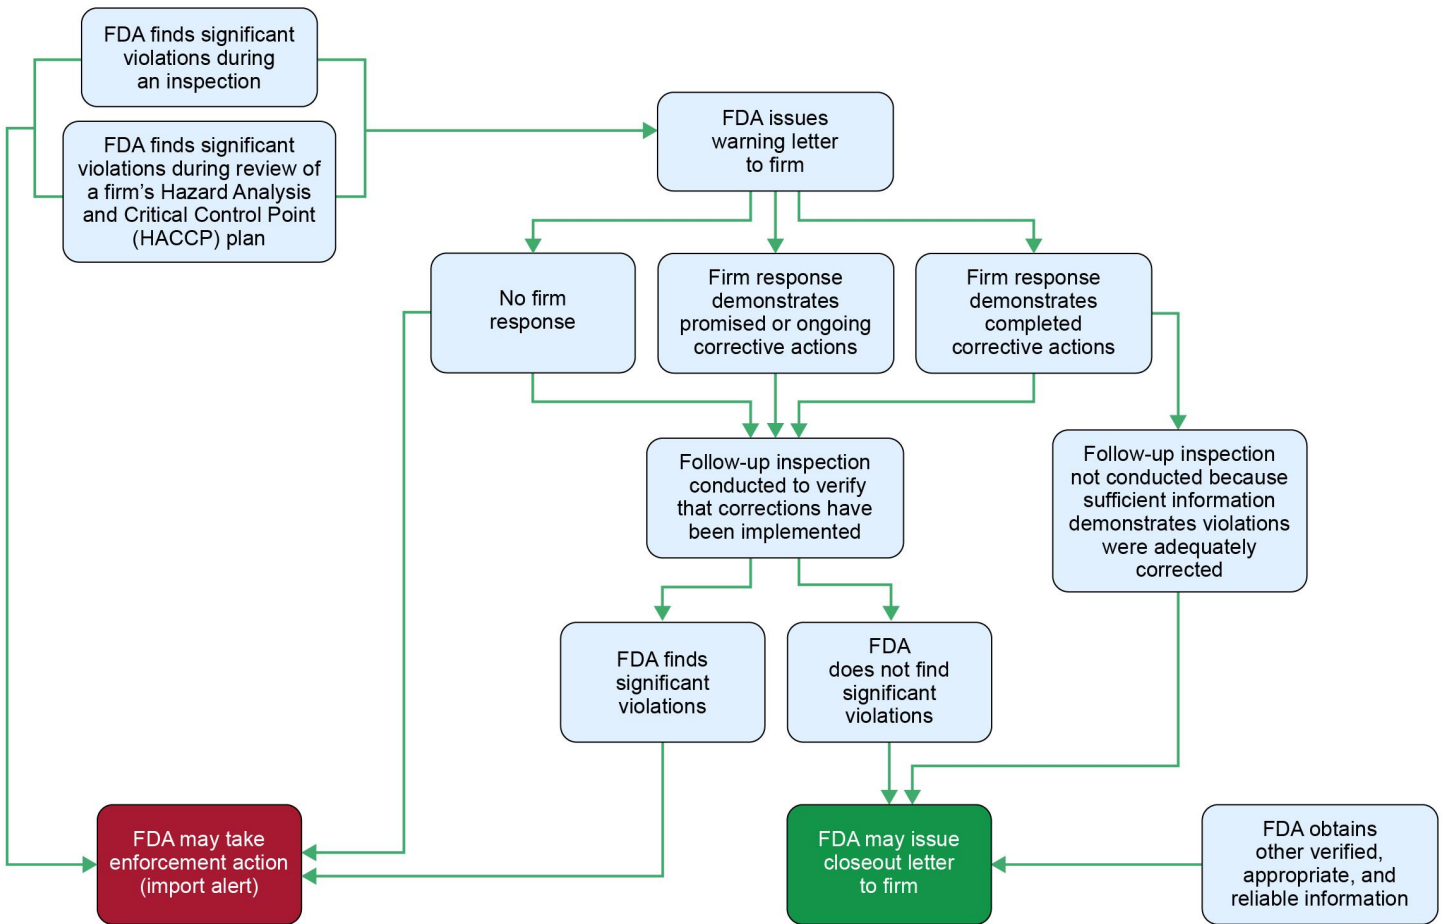 FDA finds significant
violations during
an inspection
FDA finds significant
violations during review of
a firm’s Hazard Analysis
and Critical Control Point
(HACCP) plan
FDA issues
warning letter
to firm
No firm
response
Firm response
demonstrates
promised or ongoing
corrective actions
Firm response
demonstrates
completed
corrective actions
Follow-up inspection
conducted to verify
that corrections have
been implemented
Follow-up inspection
not conducted because
sufficient information
demonstrates violations
were adequately
corrected
FDA finds
significant
violations
FDA
does not find
significant
violations
FDA may take
enforcement action
(import alert)
FDA may issue
closeout letter
to firm
FDA obtains
other verified,
appropriate, and
reliable information